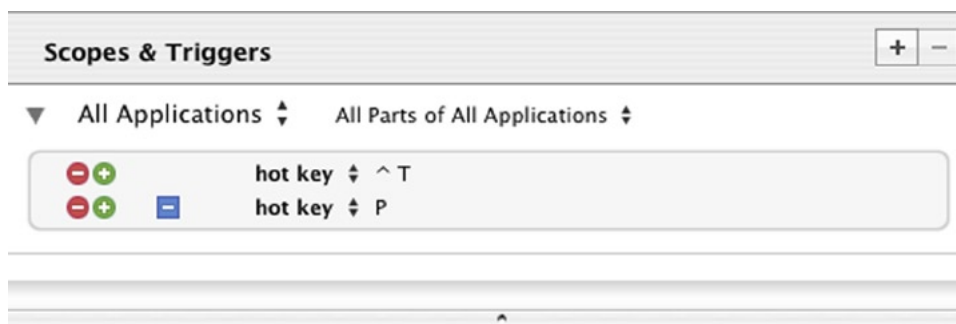 Scopes & Triggers
All Applications All Parts of All Applications
hot key ^ T
hot key P